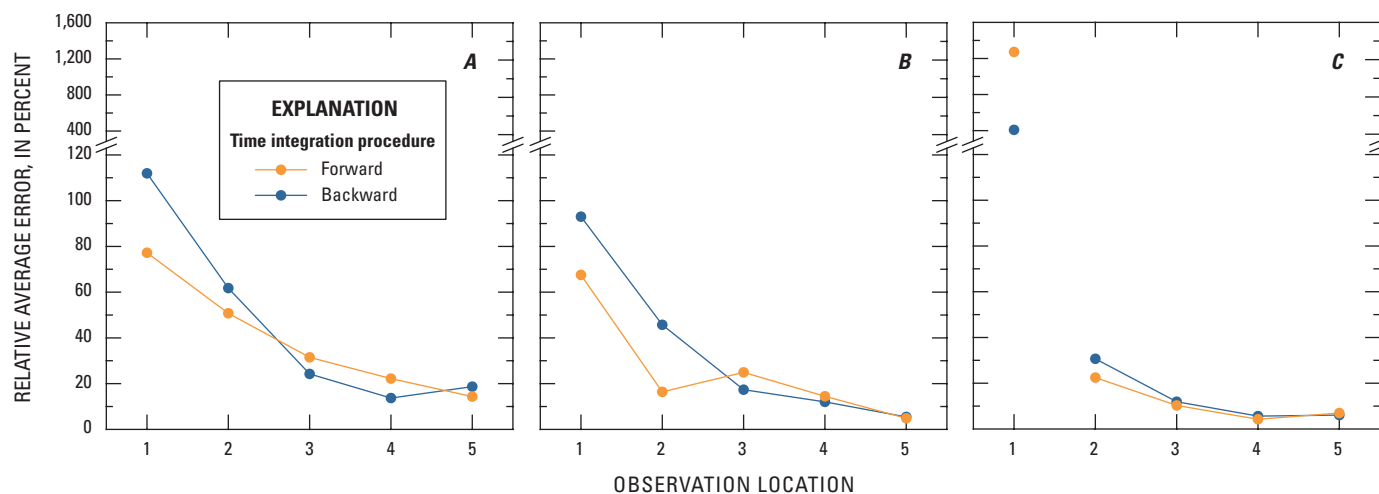 RELATIVE AVERAGE ERROR, IN PERCENT
1,600
1,200
800
400
120
100
80
60
40
20
0
A
EXPLANATION
Time integration procedure
Forward
Backward
B
C
1 2 3 4 5
1 2 3 4 5
1 2 3 4 5
OBSERVATION LOCATION